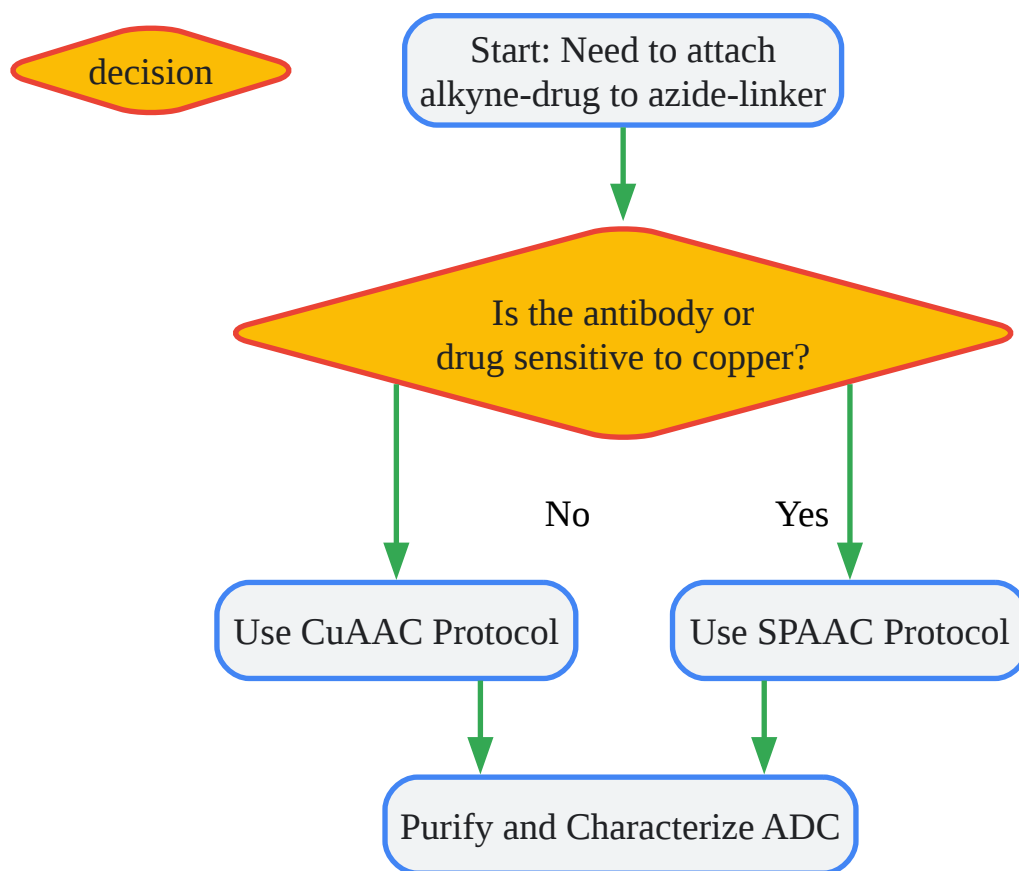 decision
Start: Need to attach
alkyne-drug to azide-linker
Is the antibody or
drug sensitive to copper?
No
Yes
Use CuAAC Protocol
Use SPAAC Protocol
Purify and Characterize ADC